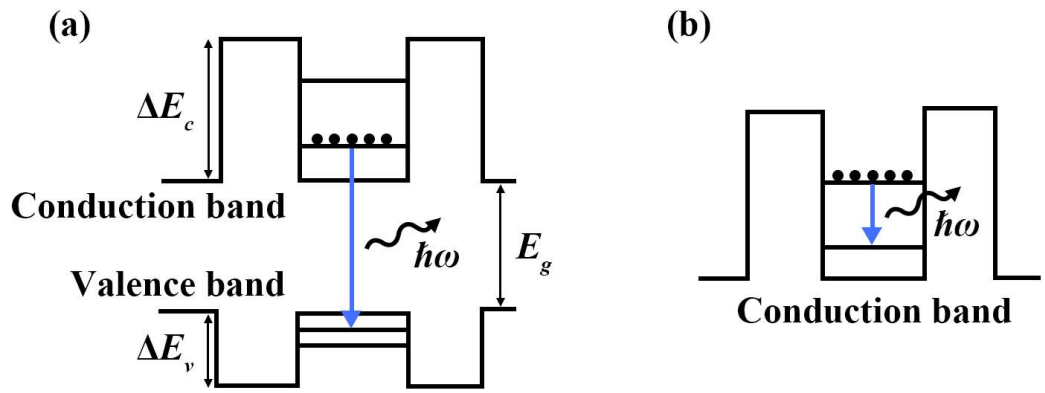 (a)
ΔE_c
Conduction band
ħω
E_g
Valence band
ΔE_v
(b)
ħω
Conduction band